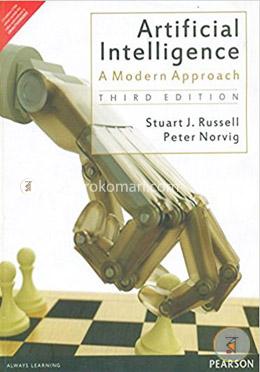 Artificial
Intelligence
A Modern Approach
THIRD EDITION
Stuart J. Russell
Peter Norvig
rokomari.com
ALWAYS LEARNING
PEARSON